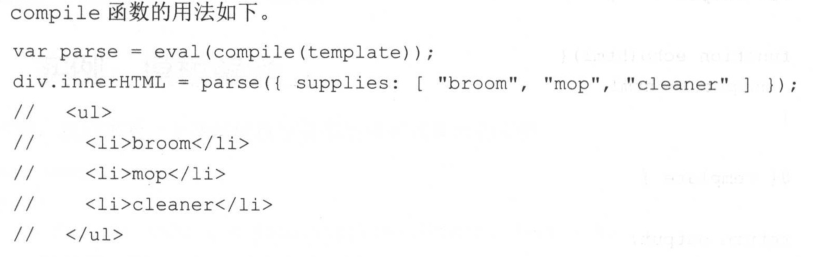 compile 函数的用法如下。
var parse = eval(compile(template));
div.innerHTML = parse({ supplies: [ "broom", "mop", "cleaner" ] });
//   <ul>
//     <li>broom</li>
//     <li>mop</li>
//     <li>cleaner</li>
//   </ul>